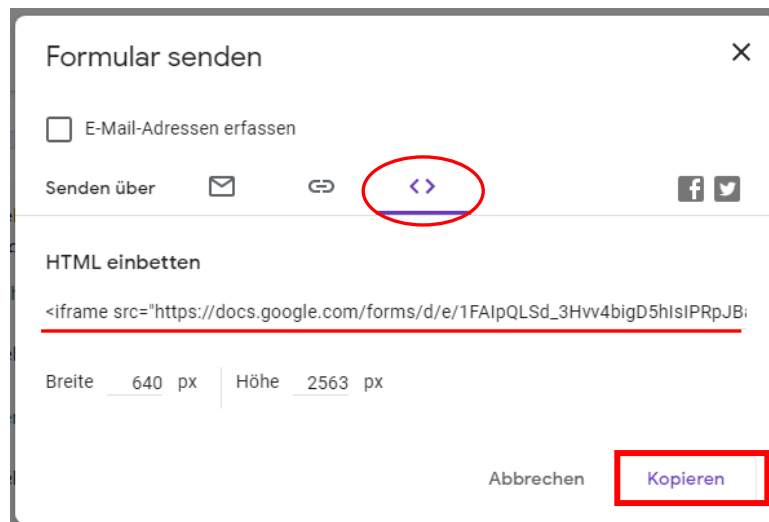 Formular senden
E-Mail-Adressen erfassen
Senden über
HTML einbetten
<iframe src="https://docs.google.com/forms/d/e/1FAIpQLSd_3Hvv4bigD5hIsIPRpJBa
Breite 640 px Höhe 2563 px
Abbrechen Kopieren